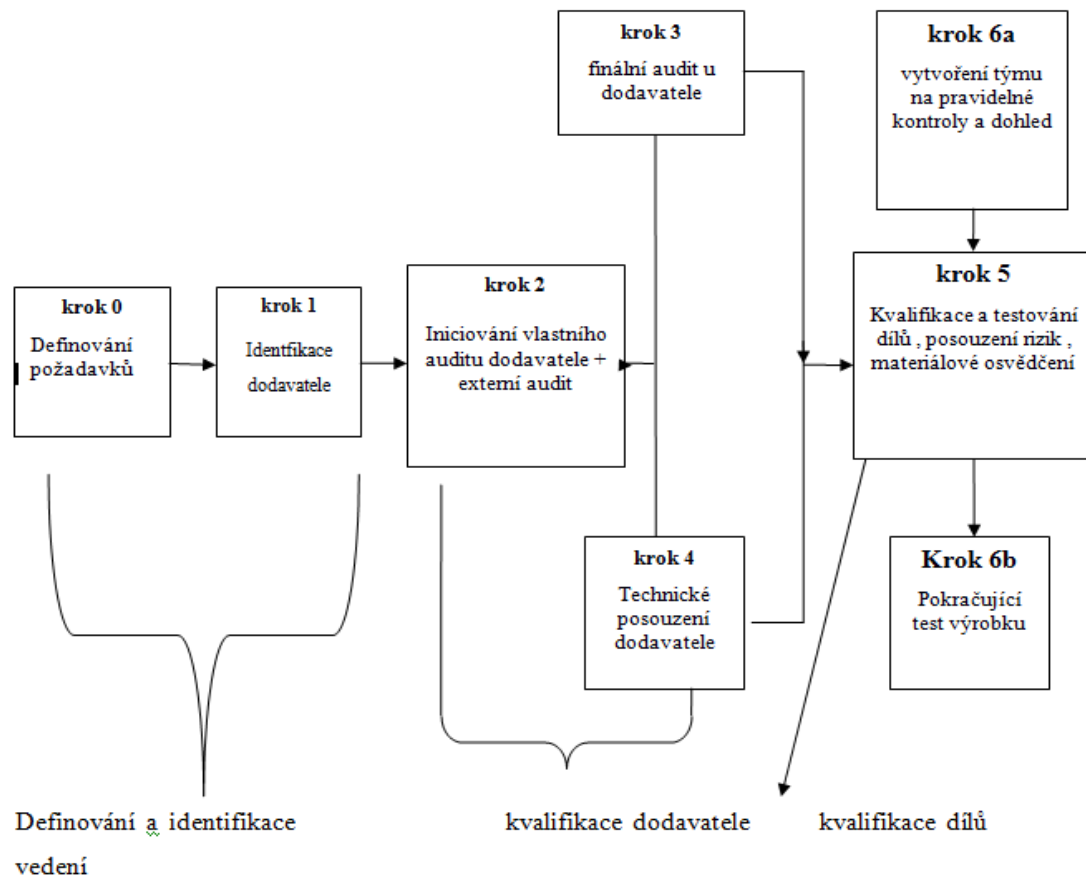 krok 3
finální audit u
dodavatele
krok 6a
vytvoření týmu
na pravidelné
kontroly a dohled
krok 0
Definování
požadavků
krok 1
Identfikace
dodavatele
krok 2
Iniciování vlastního
auditu dodavatele +
externí audit
krok 5
Kvalifikace a testování
dílů , posouzení rizik ,
materiálové osvědčení
krok 4
Technické
posouzení
dodavatele
Krok 6b
Pokračující
test výrobku
Definování a identifikace
vedení
kvalifikace dodavatele
kvalifikace dílů